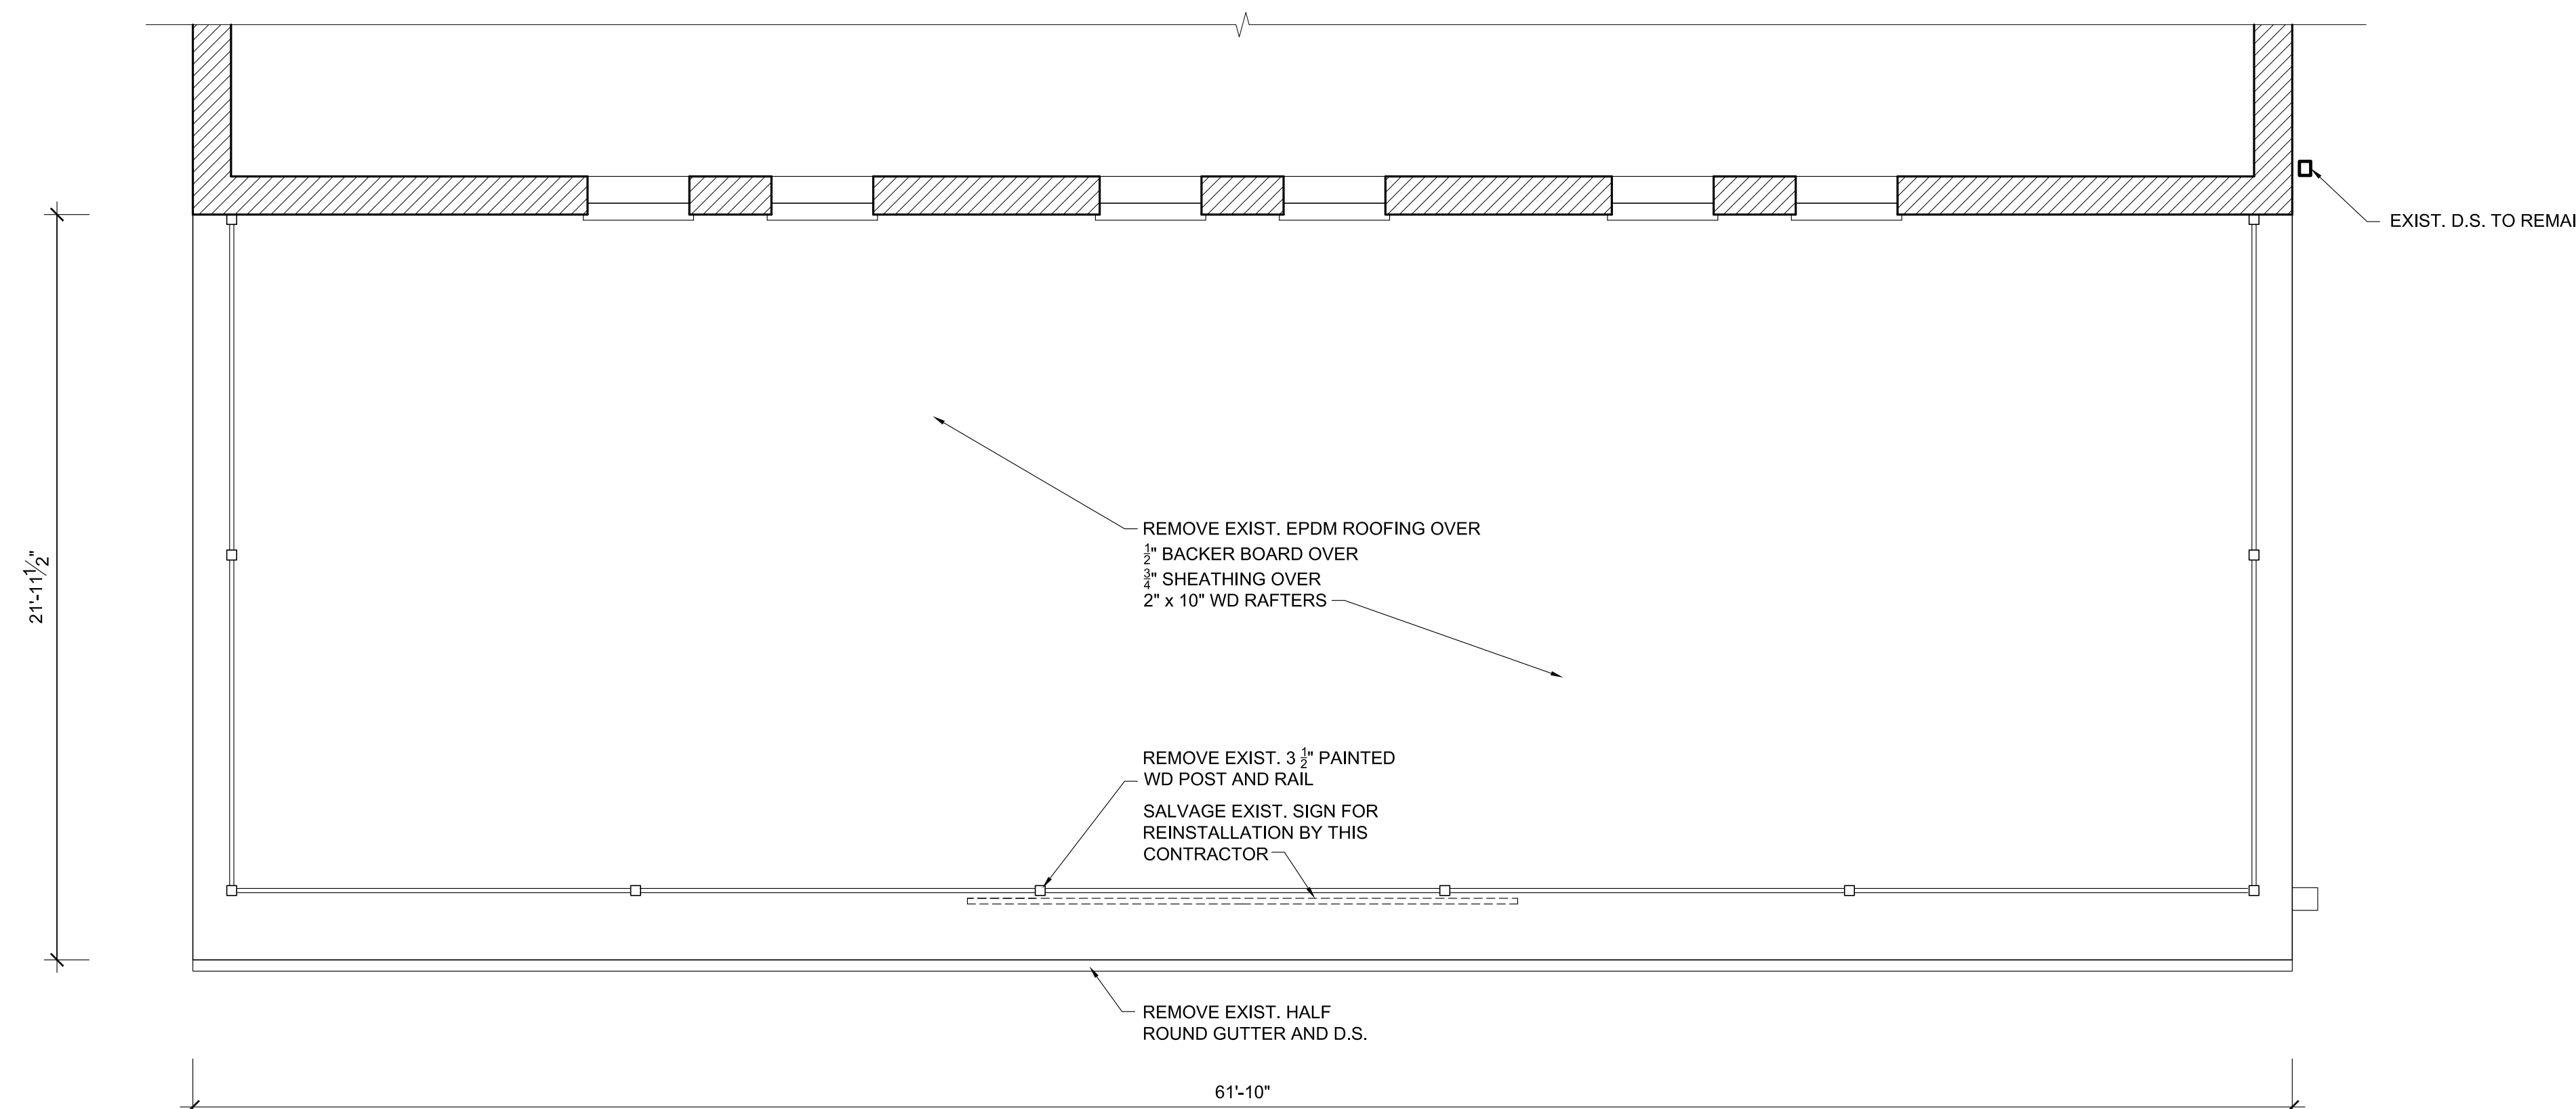 EXIST. D.S. TO REMAI
REMOVE EXIST. EPDM ROOFING OVER
1/2" BACKER BOARD OVER
3/4" SHEATHING OVER
2" x 10" WD RAFTERS
21'-11 1/2"
REMOVE EXIST. 3 1/2" PAINTED
WD POST AND RAIL
SALVAGE EXIST. SIGN FOR
REINSTALLATION BY THIS
CONTRACTOR
REMOVE EXIST. HALF
ROUND GUTTER AND D.S.
61'-10"